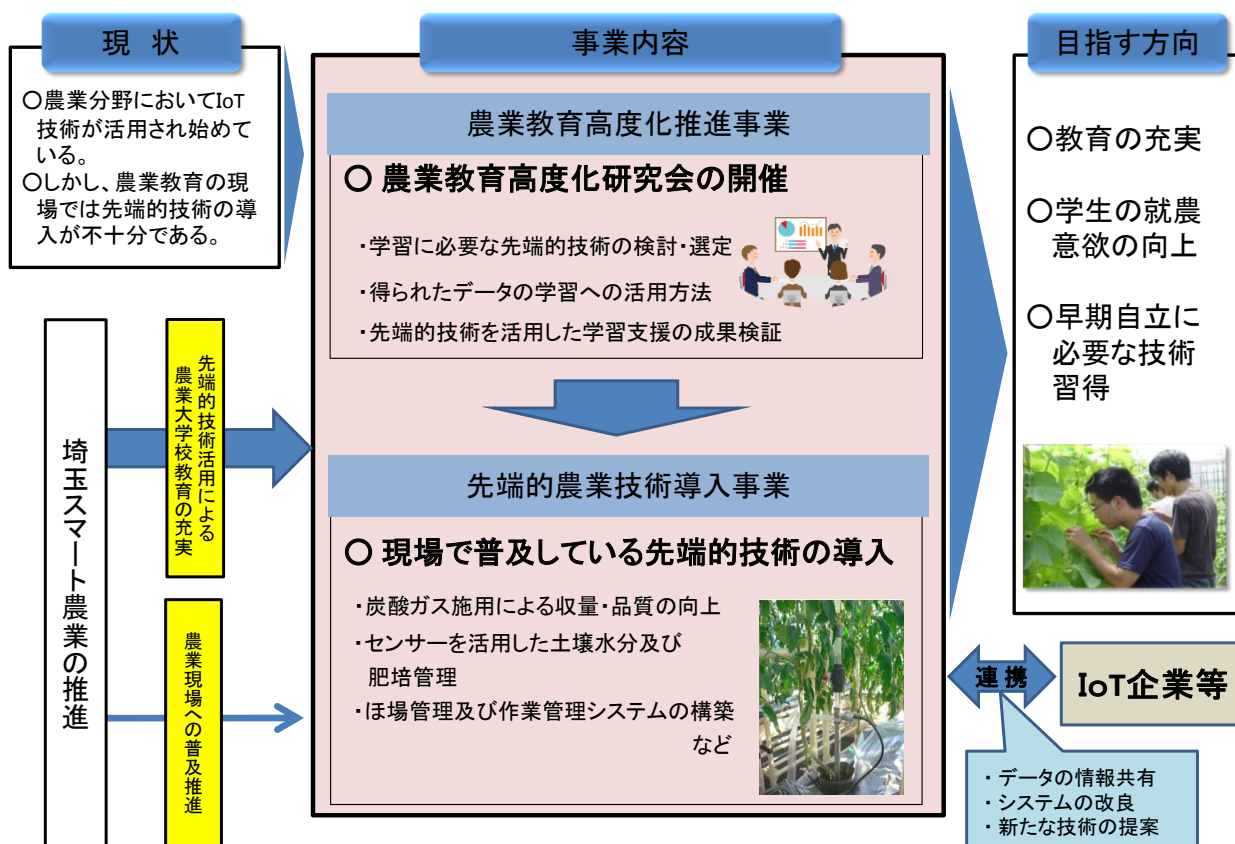 現 状
○農業分野においてIoT
技術が活用され始めて
いる。
○しかし、農業教育の現
場では先端的技術の導
入が不十分である。
埼玉スマート農業の推進
先端的技術活用による
農業大学校教育の充実
農業現場への普及推進
事業内容
農業教育高度化推進事業
○ 農業教育高度化研究会の開催
・学習に必要な先端的技術の検討・選定
・得られたデータの学習への活用方法
・先端的技術を活用した学習支援の成果検証
先端的農業技術導入事業
○ 現場で普及している先端的技術の導入
・炭酸ガス施用による収量・品質の向上
・センサーを活用した土壌水分及び
肥培管理
・ほ場管理及び作業管理システムの構築
など
目指す方向
○教育の充実
○学生の就農
意欲の向上
○早期自立に
必要な技術
習得
連携
IoT企業等
・データの情報共有
・システムの改良
・新たな技術の提案